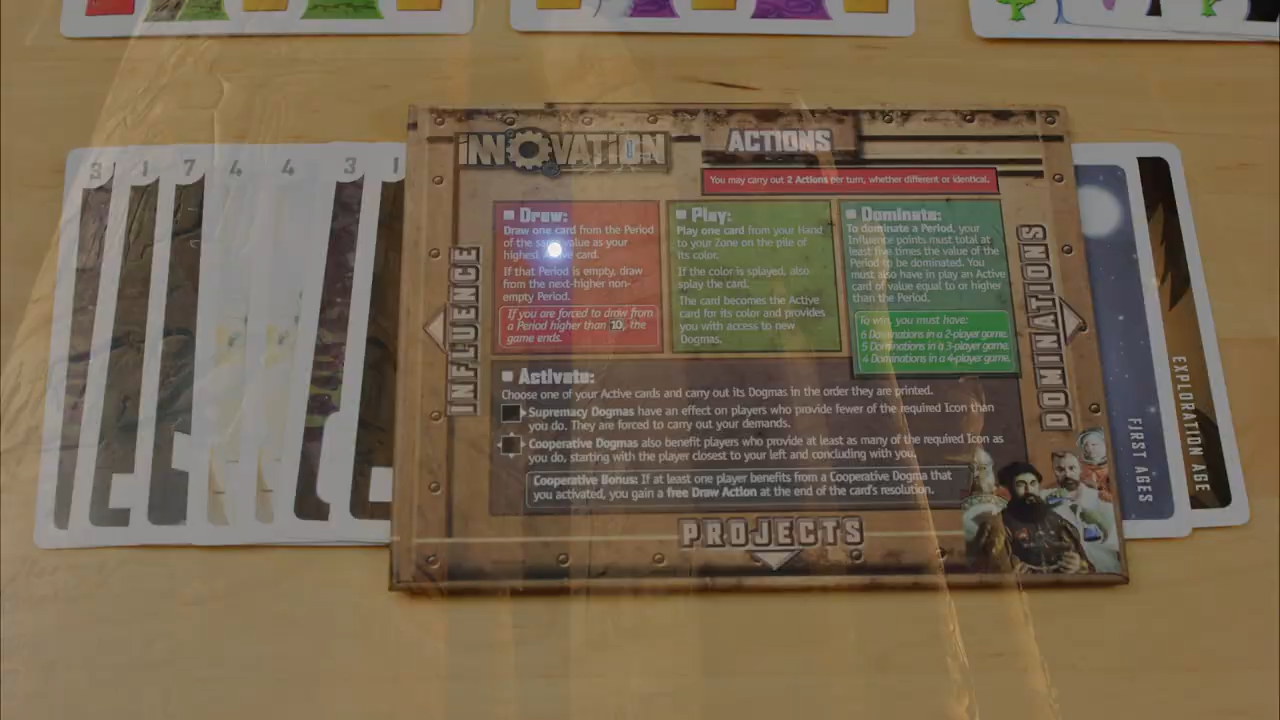 3 1 7 4 4 3 1
INNOVATION
ACTIONS
You may carry out 2 Actions per turn, whether different or identical.
Draw:
Draw one card from the Period
of the same value as your
highest card.
If that Period is empty, draw
from the next-higher non-
empty Period.
If you are forced to draw from
a Period higher than 10, the
game ends.
Play:
Play one card from your Hand
to your Zone on the pile of
its color.
If the color is splayed, also
splay the card.
The card becomes the Active
card for its color and provides
you with access to new
Dogmas.
Dominate:
To dominate a Period, your
Influence points must total at
least five times the value of the
Period to be dominated. You
must also have in play an Active
card of value equal to or higher
than the Period.
To win, you must have:
6 Dominations in a 2-player game.
5 Dominations in a 3-player game.
4 Dominations in a 4-player game.
INFLUENCE
DOMINATIONS
Activate:
Choose one of your Active cards and carry out its Dogmas in the order they are printed.
Supremacy Dogmas have an effect on players who provide fewer of the required Icon than
you do. They are forced to carry out your demands.
Cooperative Dogmas also benefit players who provide at least as many of the required Icon as
you do, starting with the player closest to your left and concluding with you.
Cooperative Bonus: If at least one player benefits from a Cooperative Dogma that
you activated, you gain a free Draw Action at the end of the card's resolution.
PROJECTS
FIRST AGES
EXPLORATION AGE